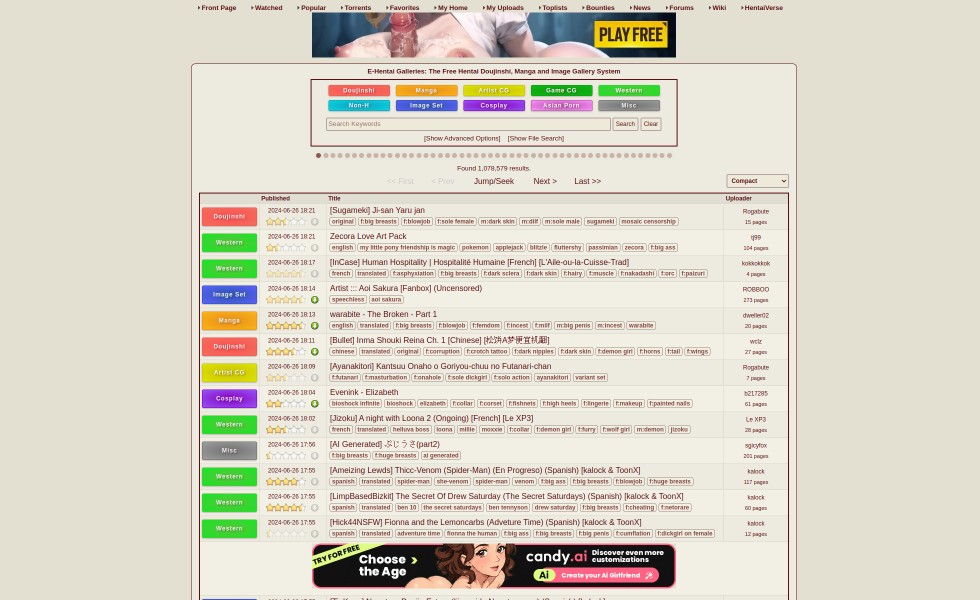 Front Page Watched Popular Torrents Favorites My Home My Uploads Toplists Bounties News Forums Wiki HentaiVerse
PLAY FREE
E-Hentai Galleries: The Free Hentai Doujinshi, Manga and Image Gallery System
Doujinshi Manga Artist CG Game CG Western
Non-H Image Set Cosplay Asian Porn Misc
Search Keywords Search Clear
[Show Advanced Options] [Show File Search]
Found 1,078,579 results.
<< First < Prev Jump/Seek Next > Last >> Compact
Published Title Uploader
Doujinshi 2024-06-26 18:21 [Sugameki] Ji-san Yaru jan Rogabute
original f:big breasts f:blowjob f:sole female m:dark skin m:dilf m:sole male sugameki mosaic censorship 15 pages
Western 2024-06-26 18:21 Zecora Love Art Pack tj99
english my little pony friendship is magic pokemon applejack blitzle fluttershy passimian zecora f:big ass 104 pages
Western 2024-06-26 18:17 [InCase] Human Hospitality | Hospitalité Humaine [French] [L'Aile-ou-la-Cuisse-Trad] kokkokkok
french translated f:asphyxiation f:big breasts f:dark sclera f:dark skin f:hairy f:muscle f:nakadashi f:orc f:paizuri 4 pages
Image Set 2024-06-26 18:14 Artist ::: Aoi Sakura [Fanbox] (Uncensored) ROBBOO
speechless aoi sakura 273 pages
Manga 2024-06-26 18:13 warabite - The Broken - Part 1 dweller02
english translated f:big breasts f:blowjob f:femdom f:incest f:milf m:big penis m:incest warabite 20 pages
Doujinshi 2024-06-26 18:11 [Bullet] Inma Shouki Reina Ch. 1 [Chinese] [松饼A梦便宜机翻] wclz
chinese translated original f:corruption f:crotch tattoo f:dark nipples f:dark skin f:demon girl f:horns f:tail f:wings 27 pages
Artist CG 2024-06-26 18:09 [Ayanakitori] Kantsuu Onaho o Goriyou-chuu no Futanari-chan Rogabute
f:futanari f:masturbation f:onahole f:sole dickgirl f:solo action ayanakitori variant set 7 pages
Cosplay 2024-06-26 18:04 Evenink - Elizabeth b217285
bioshock infinite bioshock elizabeth f:collar f:corset f:fishnets f:high heels f:lingerie f:makeup f:painted nails 61 pages
Western 2024-06-26 18:02 [Jizoku] A night with Loona 2 (Ongoing) [French] [Le XP3] Le XP3
french translated helluva boss loona millie moxxie f:collar f:demon girl f:furry f:wolf girl m:demon jizoku 28 pages
Misc 2024-06-26 17:56 [AI Generated] ぷじうさ(part2) sgicyfox
f:big breasts f:huge breasts ai generated 201 pages
Western 2024-06-26 17:55 [Ameizing Lewds] Thicc-Venom (Spider-Man) (En Progreso) (Spanish) [kalock & ToonX] kalock
spanish translated spider-man she-venom spider-man venom f:big ass f:big breasts f:blowjob f:huge breasts 117 pages
Western 2024-06-26 17:55 [LimpBasedBizkit] The Secret Of Drew Saturday (The Secret Saturdays) (Spanish) [kalock & ToonX] kalock
spanish translated ben 10 the secret saturdays ben tennyson drew saturday f:big breasts f:cheating f:netorare 60 pages
Western 2024-06-26 17:55 [Hick44NSFW] Fionna and the Lemoncarbs (Adveture Time) (Spanish) [kalock & ToonX] kalock
spanish translated adventure time fionna the human f:big ass f:big breasts f:big penis f:cumflation f:dickgirl on female 12 pages
TRY FOR FREE Choose the Age candy.ai Discover even more customizations
Ai Create your AI Girlfriend